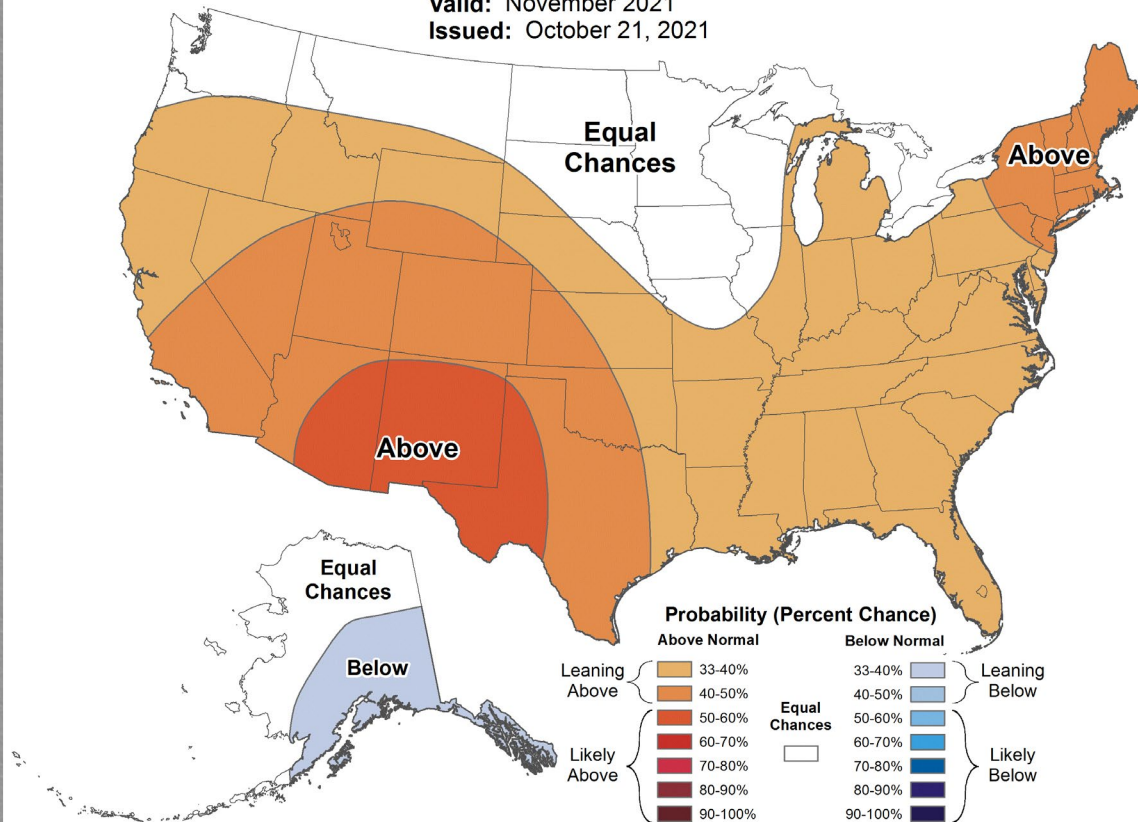 Valid: November 2021
Issued: October 21, 2021
Equal
Chances
Above
Above
Equal
Chances
Below
Probability (Percent Chance)
Above Normal
Below Normal
Leaning
Above
33-40%
40-50%
Likely
Above
50-60%
60-70%
70-80%
80-90%
90-100%
Equal
Chances
33-40%
40-50%
Leaning
Below
50-60%
60-70%
70-80%
80-90%
90-100%
Likely
Below